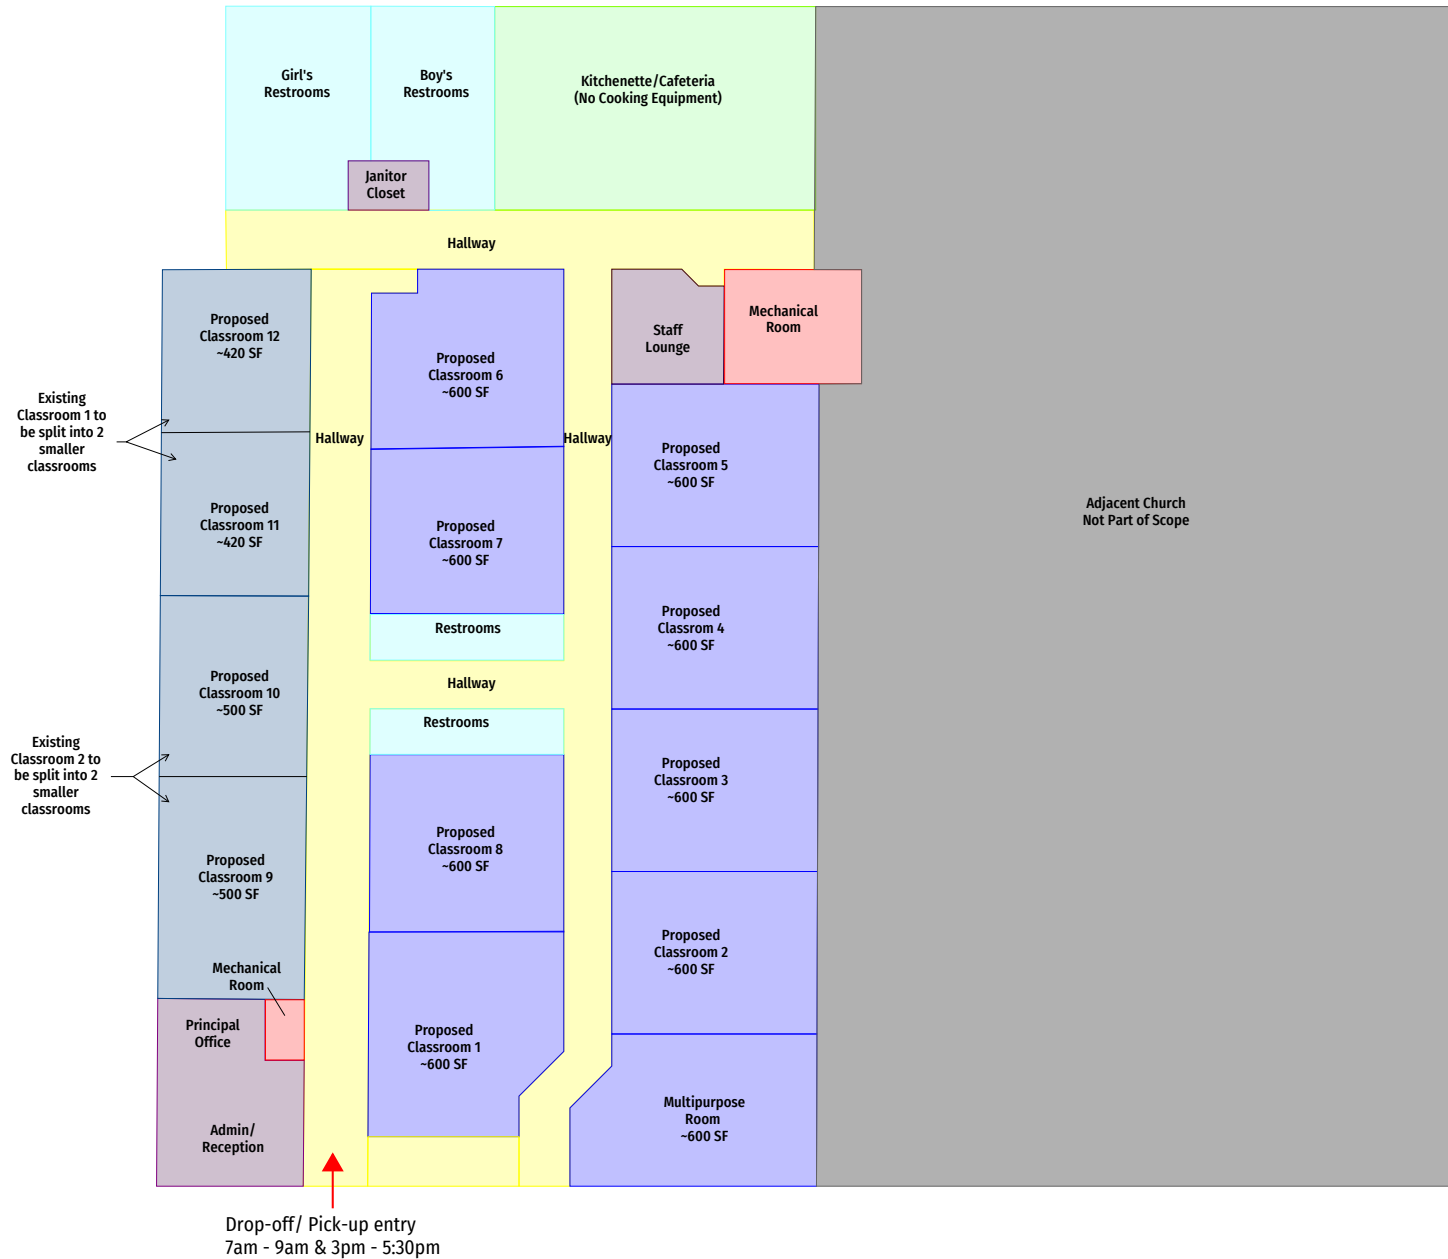 Girl's
Restrooms
Boy's
Restrooms
Kitchenette/Cafeteria
(No Cooking Equipment)
Janitor
Closet
Hallway
Proposed
Classroom 12
~420 SF
Proposed
Classroom 6
~600 SF
Staff
Lounge
Mechanical
Room
Existing
Classroom 1 to
be split into 2
smaller
classrooms
Hallway
Hallway
Proposed
Classroom 5
~600 SF
Proposed
Classroom 11
~420 SF
Proposed
Classroom 7
~600 SF
Adjacent Church
Not Part of Scope
Restrooms
Proposed
Classrom 4
~600 SF
Hallway
Proposed
Classroom 10
~500 SF
Restrooms
Existing
Classroom 2 to
be split into 2
smaller
classrooms
Proposed
Classroom 3
~600 SF
Proposed
Classroom 8
~600 SF
Proposed
Classroom 9
~500 SF
Proposed
Classroom 2
~600 SF
Mechanical
Room
Principal
Office
Proposed
Classroom 1
~600 SF
Admin/
Reception
Multipurpose
Room
~600 SF
Drop-off/ Pick-up entry
7am - 9am & 3pm - 5:30pm